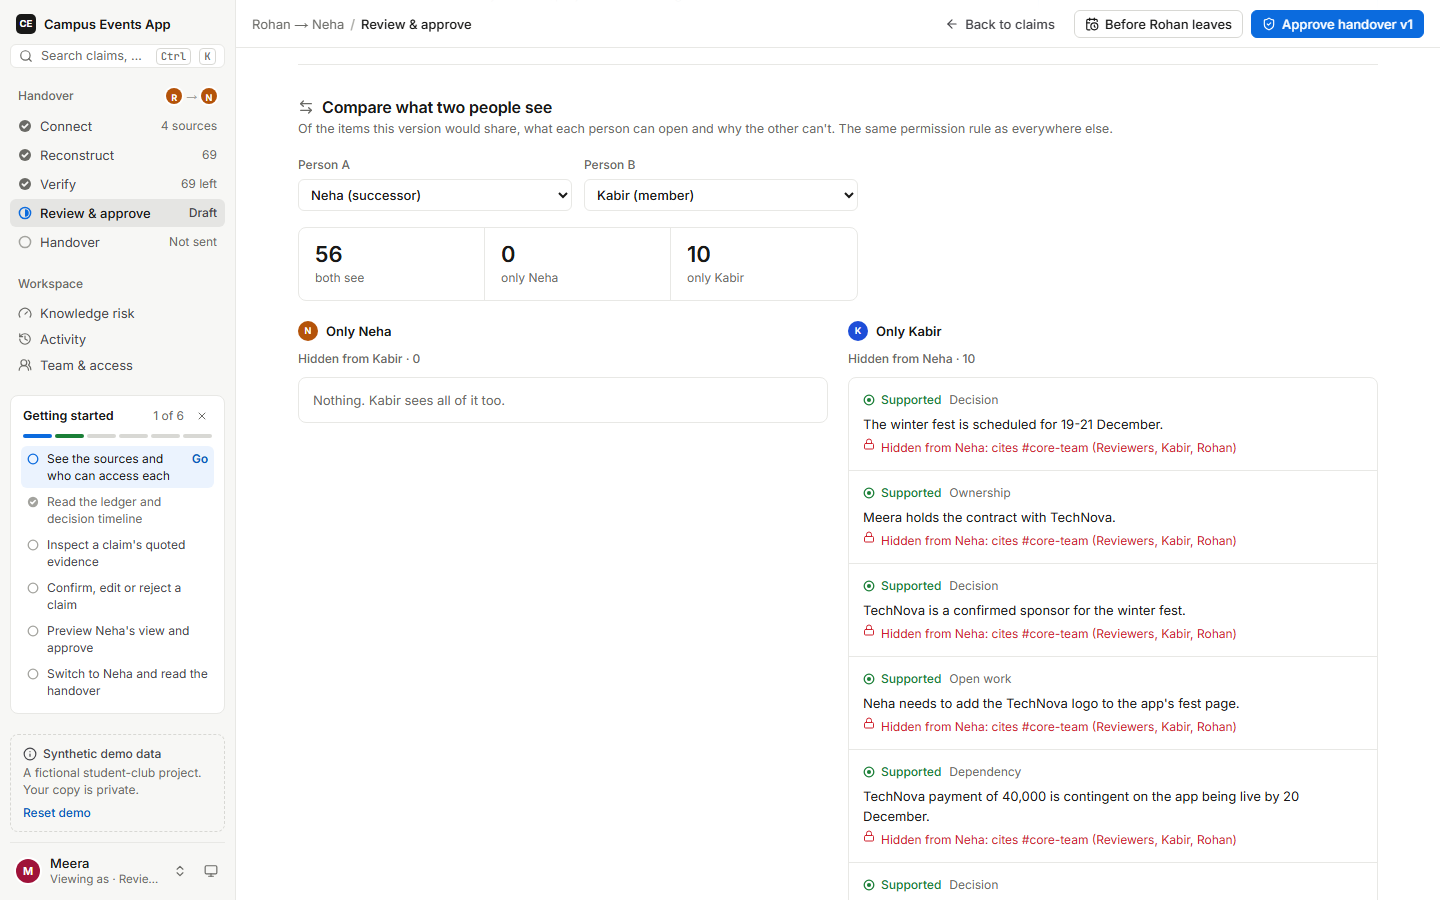 CE Campus Events App
Search claims, ... Ctrl K
Handover R → N
Connect 4 sources
Reconstruct 69
Verify 69 left
Review & approve Draft
Handover Not sent
Workspace
Knowledge risk
Activity
Team & access
Getting started 1 of 6
See the sources and who can access each Go
Read the ledger and decision timeline
Inspect a claim's quoted evidence
Confirm, edit or reject a claim
Preview Neha's view and approve
Switch to Neha and read the handover
Synthetic demo data
A fictional student-club project.
Your copy is private.
Reset demo
M Meera
Viewing as · Revie...
Rohan → Neha / Review & approve
Back to claims
Before Rohan leaves
Approve handover v1
Compare what two people see
Of the items this version would share, what each person can open and why the other can't. The same permission rule as everywhere else.
Person A Person B
Neha (successor) Kabir (member)
56 0 10
both see only Neha only Kabir
N Only Neha
Hidden from Kabir · 0
Nothing. Kabir sees all of it too.
K Only Kabir
Hidden from Neha · 10
Supported Decision
The winter fest is scheduled for 19-21 December.
Hidden from Neha: cites #core-team (Reviewers, Kabir, Rohan)
Supported Ownership
Meera holds the contract with TechNova.
Hidden from Neha: cites #core-team (Reviewers, Kabir, Rohan)
Supported Decision
TechNova is a confirmed sponsor for the winter fest.
Hidden from Neha: cites #core-team (Reviewers, Kabir, Rohan)
Supported Open work
Neha needs to add the TechNova logo to the app's fest page.
Hidden from Neha: cites #core-team (Reviewers, Kabir, Rohan)
Supported Dependency
TechNova payment of 40,000 is contingent on the app being live by 20
December.
Hidden from Neha: cites #core-team (Reviewers, Kabir, Rohan)
Supported Decision